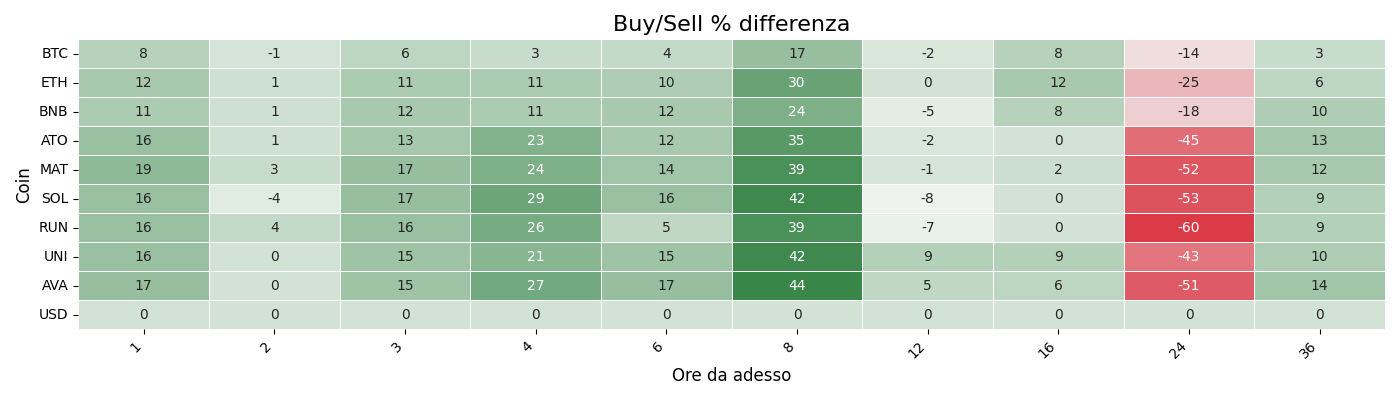 Buy/Sell % differenza
Coin
BTC 8 -1 6 3 4 17 -2 8 -14 3
ETH 12 1 11 11 10 30 0 12 -25 6
BNB 11 1 12 11 12 24 -5 8 -18 10
ATO 16 1 13 23 12 35 -2 0 -45 13
MAT 19 3 17 24 14 39 -1 2 -52 12
SOL 16 -4 17 29 16 42 -8 0 -53 9
RUN 16 4 16 26 5 39 -7 0 -60 9
UNI 16 0 15 21 15 42 9 9 -43 10
AVA 17 0 15 27 17 44 5 6 -51 14
USD 0 0 0 0 0 0 0 0 0 0
1 2 3 4 6 8 12 16 24 36
Ore da adesso